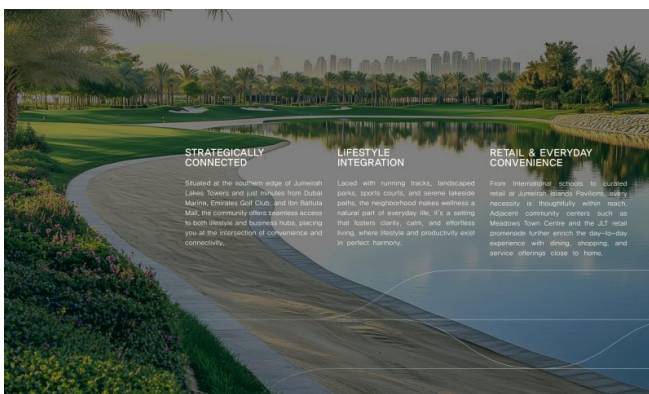 STRATEGICALLY
CONNECTED
Situated at the southern edge of Jumeirah
Lakes Towers and just minutes from Dubai
Marina, Emirates Golf Club, and Ibn Battuta
Mall, the community offers seamless access
to both lifestyle and business hubs, placing
you at the intersection of convenience and
connectivity.
LIFESTYLE
INTEGRATION
Laced with running tracks, landscaped
parks, sports courts, and serene lakeside
paths, the neighborhood makes wellness a
natural part of everyday life. It's a setting
that fosters clarity, calm, and effortless
living, where lifestyle and productivity exist
in perfect harmony.
RETAIL & EVERYDAY
CONVENIENCE
From International schools to curated
retail at Jumeirah Islands Pavilions, every
necessity is thoughtfully within reach.
Adjacent community centers such as
Meadows Town Centre and the JLT retail
promenade further enrich the day-to-day
experience with dining, shopping, and
service offerings close to home.